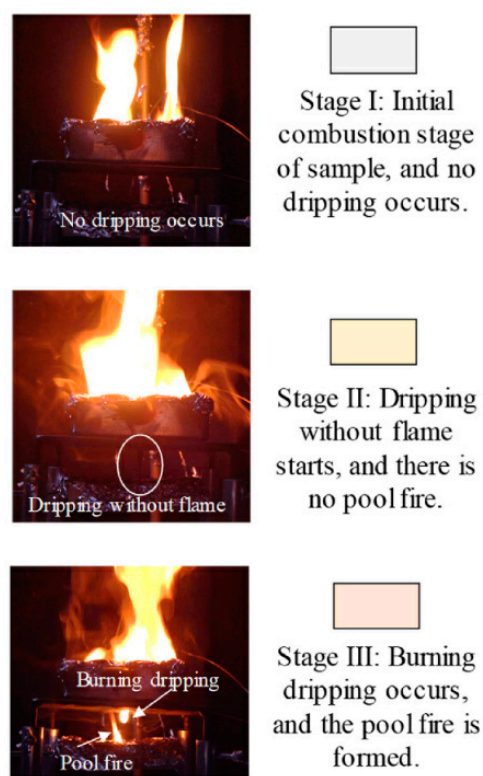 No dripping occurs
Stage I: Initial
combustion stage
of sample, and no
dripping occurs.
Dripping without flame
Stage II: Dripping
without flame
starts, and there is
no pool fire.
Burning dripping
Pool fire
Stage III: Burning
dripping occurs,
and the pool fire is
formed.